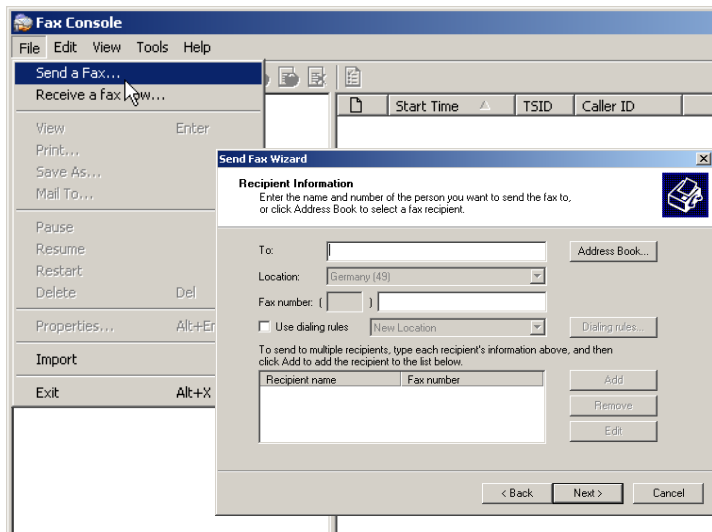 Fax Console
File Edit View Tools Help
Send a Fax...
Receive a fax now...
View Enter
Print...
Save As...
Mail To...
Pause
Resume
Restart
Delete Del
Properties...
Import
Exit Alt+X
Start Time TSID Caller ID
Send Fax Wizard
Recipient Information
Enter the name and number of the person you want to send the fax to,
or click Address Book to select a fax recipient.
To: Address Book...
Location: Germany (49)
Fax number: ( )
Use dialing rules New Location Dialing rules...
To send to multiple recipients, type each recipient's information above, and then
click Add to add the recipient to the list below.
Recipient name Fax number
Add
Remove
Edit
< Back Next > Cancel